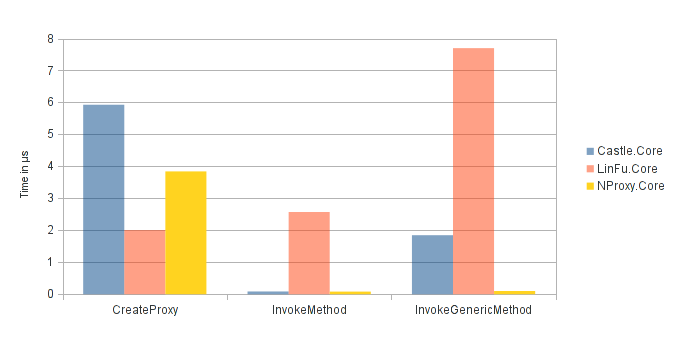 8
7
6
5
4
3
2
1
0
Time in µs
CreateProxy
InvokeMethod
InvokeGenericMethod
Castle.Core
LinFu.Core
NProxy.Core